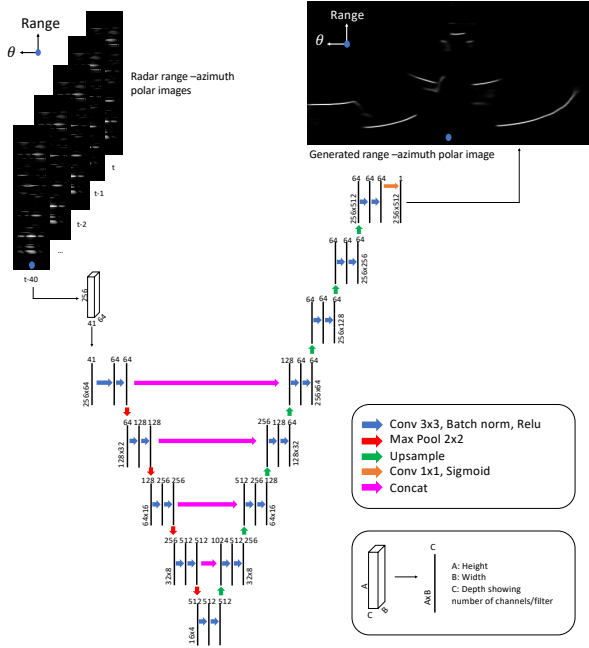 Range
θ
Radar range –azimuth
polar images
t
t-1
t-2
...
t-40
Range
θ
Generated range –azimuth polar image
256
41
64
41 64 64
256x64
64 128 128
128x32
128 256 256
64x16
256 512 512
32x8
512 512 512
16x4
1024 512 256
32x8
512 256 128
64x16
256 128 64
128x32
128 64 64
256x64
64 64 64
256x128
64 64 64
256x256
64 64 64 1
256x512
256x512
Conv 3x3, Batch norm, Relu
Max Pool 2x2
Upsample
Conv 1x1, Sigmoid
Concat
A
C
B
C
AxB
A: Height
B: Width
C: Depth showing
number of channels/filter